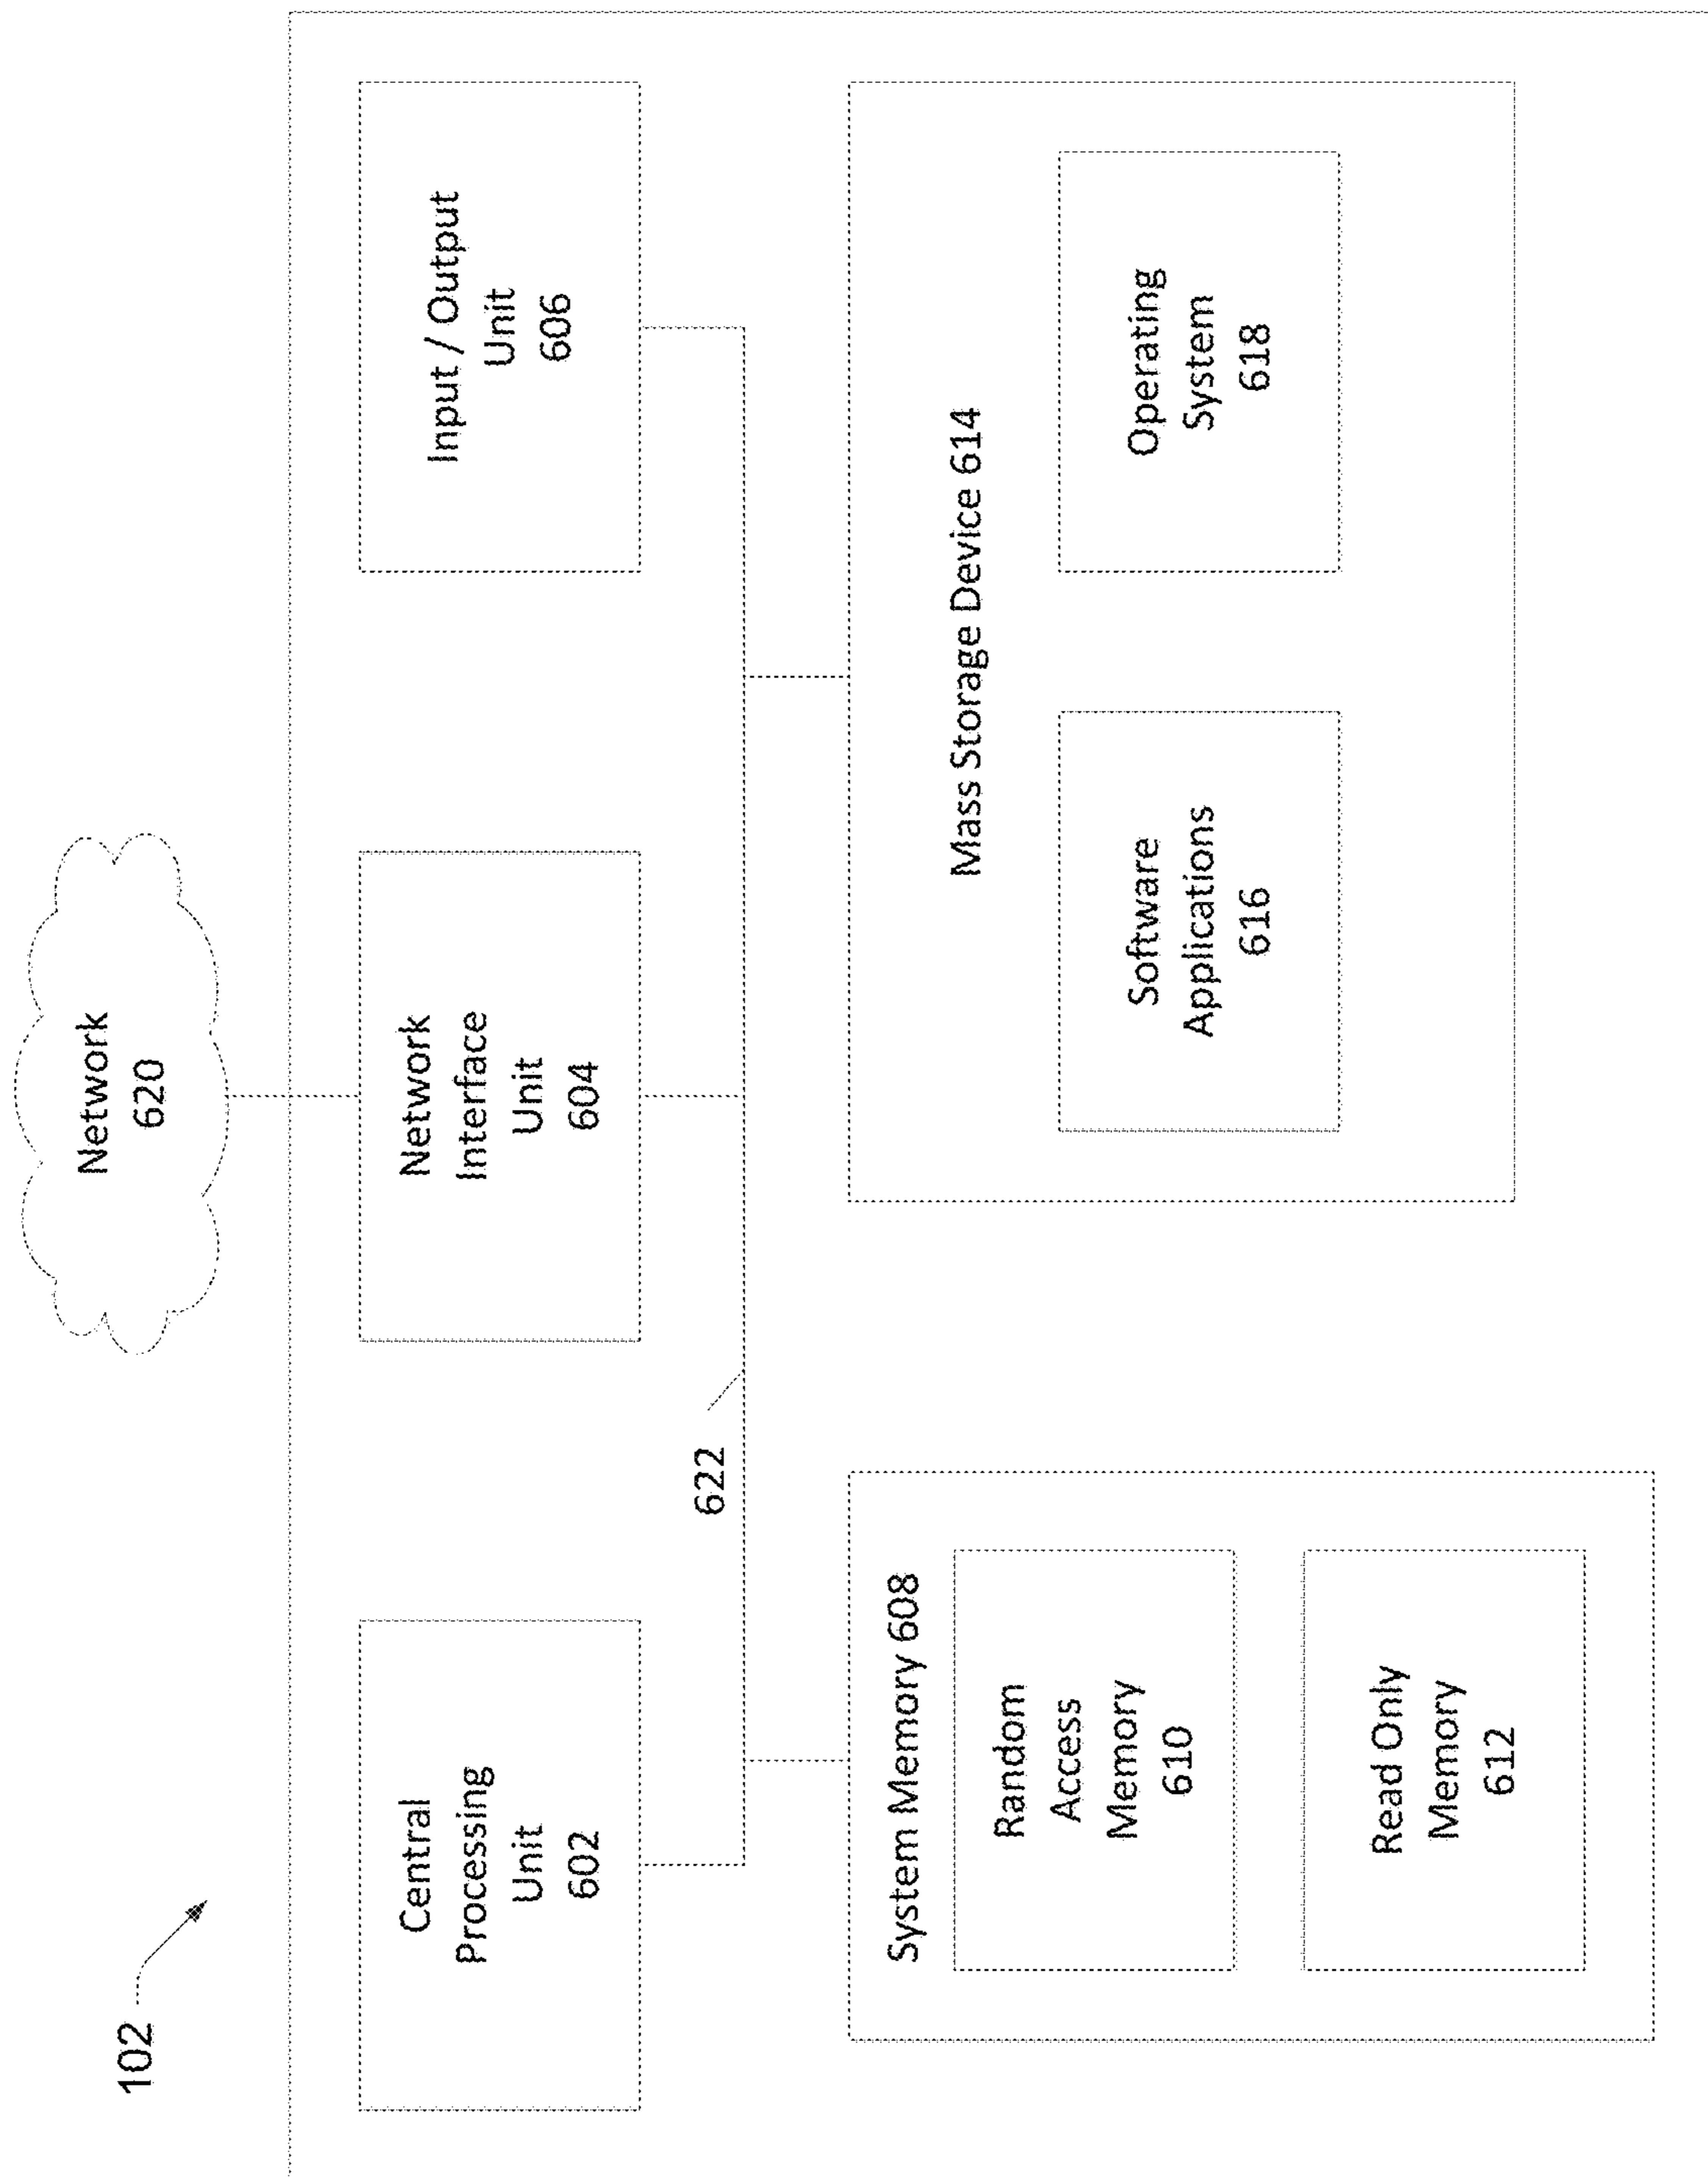 102
Network
620
Central
Processing
Unit
602
Network
Interface
Unit
604
Input / Output
Unit
606
622
System Memory 608
Random
Access
Memory
610
Read Only
Memory
612
Mass Storage Device 614
Software
Applications
616
Operating
System
618